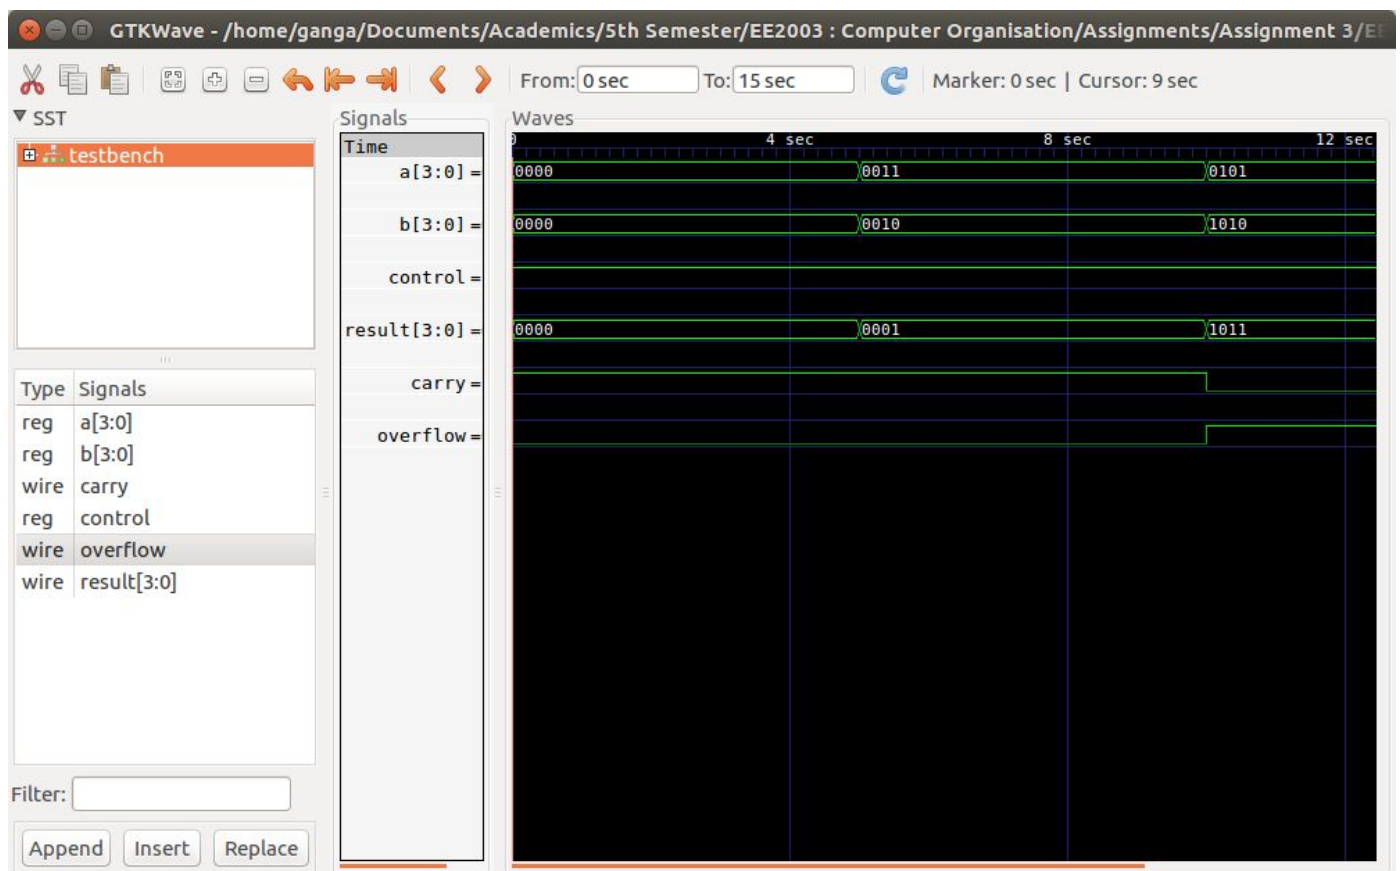 GTKWave - /home/ganga/Documents/Academics/5th Semester/EE2003 : Computer Organisation/Assignments/Assignment 3/EE
From: 0 sec To: 15 sec Marker: 0 sec | Cursor: 9 sec
SST
testbench
Type Signals
reg a[3:0]
reg b[3:0]
wire carry
reg control
wire overflow
wire result[3:0]
Filter:
Append Insert Replace
Signals
Time
a[3:0] =
b[3:0] =
control =
result[3:0] =
carry =
overflow =
Waves
0 4 sec 8 sec 12 sec
0000 0011 0101
0000 0010 1010
0000 0001 1011